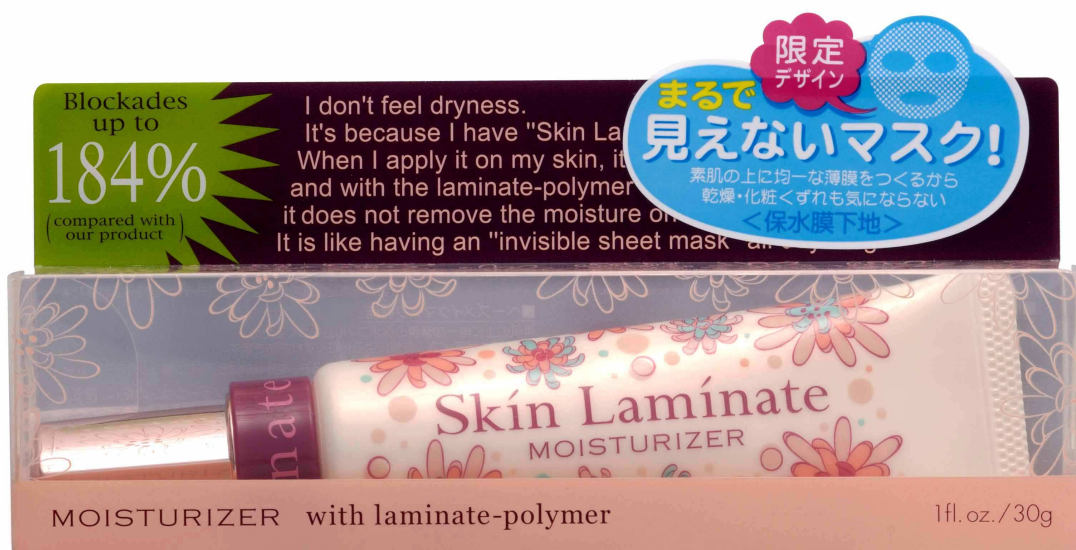 Blockades
up to
184%
(compared with
our product)
I don't feel dryness.
It's because I have "Skin La
When I apply it on my skin, it
and with the laminate-polymer
it does not remove the moisture
It is like having an "invisible sheet mask"
限定
デザイン
まるで
見えないマスク!
素肌の上に均一な薄膜をつくるから
乾燥・化粧くずれも気にならない
<保水膜下地>
nate
Skin Laminate
MOISTURIZER
MOISTURIZER with laminate-polymer
1fl.oz./30g